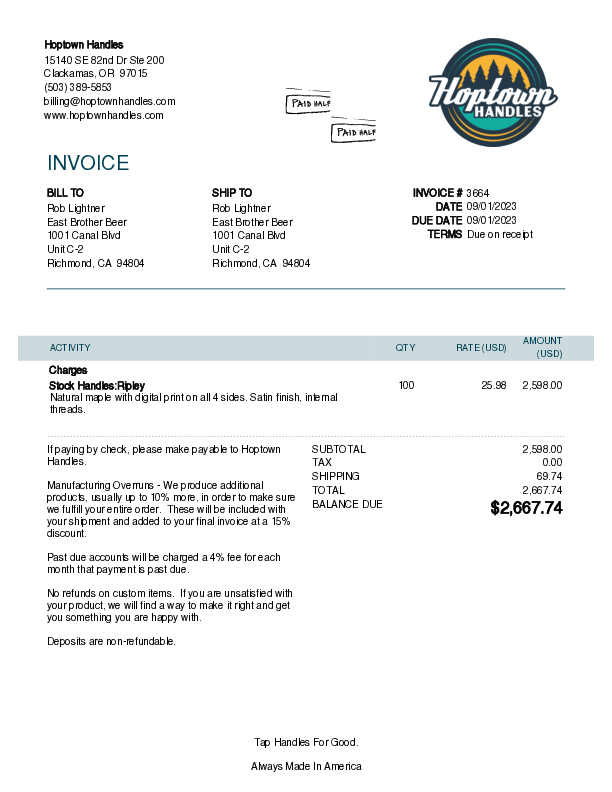 Hoptown Handles
15140 SE 82nd Dr Ste 200
Clackamas, OR 97015
(503) 389-5853
billing@hoptownhandles.com
www.hoptownhandles.com
PAID HALF
PAID HALF
Hoptown
HANDLES
INVOICE
BILL TO
Rob Lightner
East Brother Beer
1001 Canal Blvd
Unit C-2
Richmond, CA 94804
SHIP TO
Rob Lightner
East Brother Beer
1001 Canal Blvd
Unit C-2
Richmond, CA 94804
INVOICE # 3664
DATE 09/01/2023
DUE DATE 09/01/2023
TERMS Due on receipt
ACTIVITY QTY RATE (USD) AMOUNT (USD)
Charges
Stock Handles:Ripley 100 25.98 2,598.00
Natural maple with digital print on all 4 sides. Satin finish, internal
threads.
If paying by check, please make payable to Hoptown
Handles.
Manufacturing Overruns - We produce additional
products, usually up to 10% more, in order to make sure
we fulfill your entire order. These will be included with
your shipment and added to your final invoice at a 15%
discount.
Past due accounts will be charged a 4% fee for each
month that payment is past due.
No refunds on custom items. If you are unsatisfied with
your product, we will find a way to make it right and get
you something you are happy with.
Deposits are non-refundable.
SUBTOTAL 2,598.00
TAX 0.00
SHIPPING 69.74
TOTAL 2,667.74
BALANCE DUE $2,667.74
Tap Handles For Good.
Always Made In America